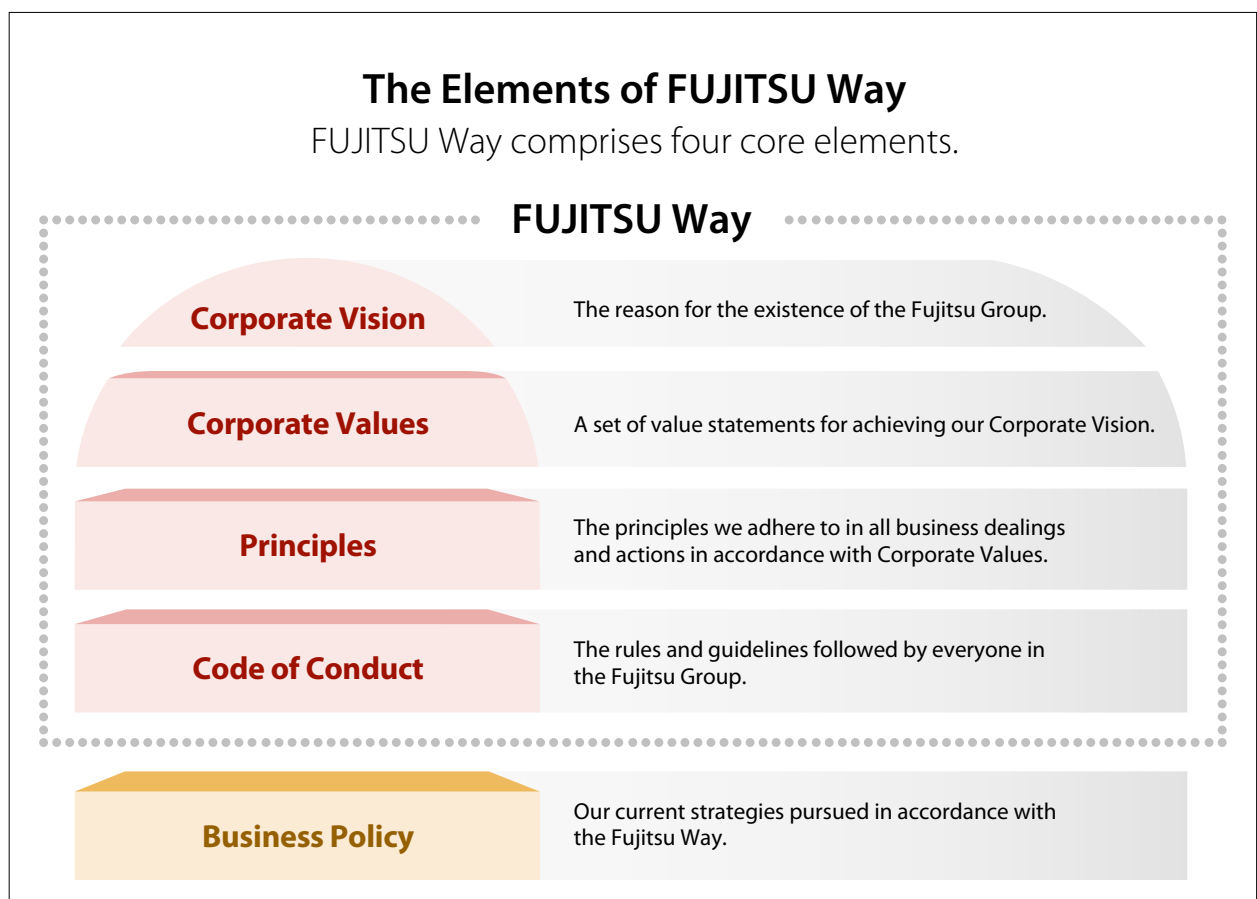 The Elements of FUJITSU Way
FUJITSU Way comprises four core elements.
FUJITSU Way
Corporate Vision
The reason for the existence of the Fujitsu Group.
Corporate Values
A set of value statements for achieving our Corporate Vision.
Principles
The principles we adhere to in all business dealings
and actions in accordance with Corporate Values.
Code of Conduct
The rules and guidelines followed by everyone in
the Fujitsu Group.
Business Policy
Our current strategies pursued in accordance with
the Fujitsu Way.